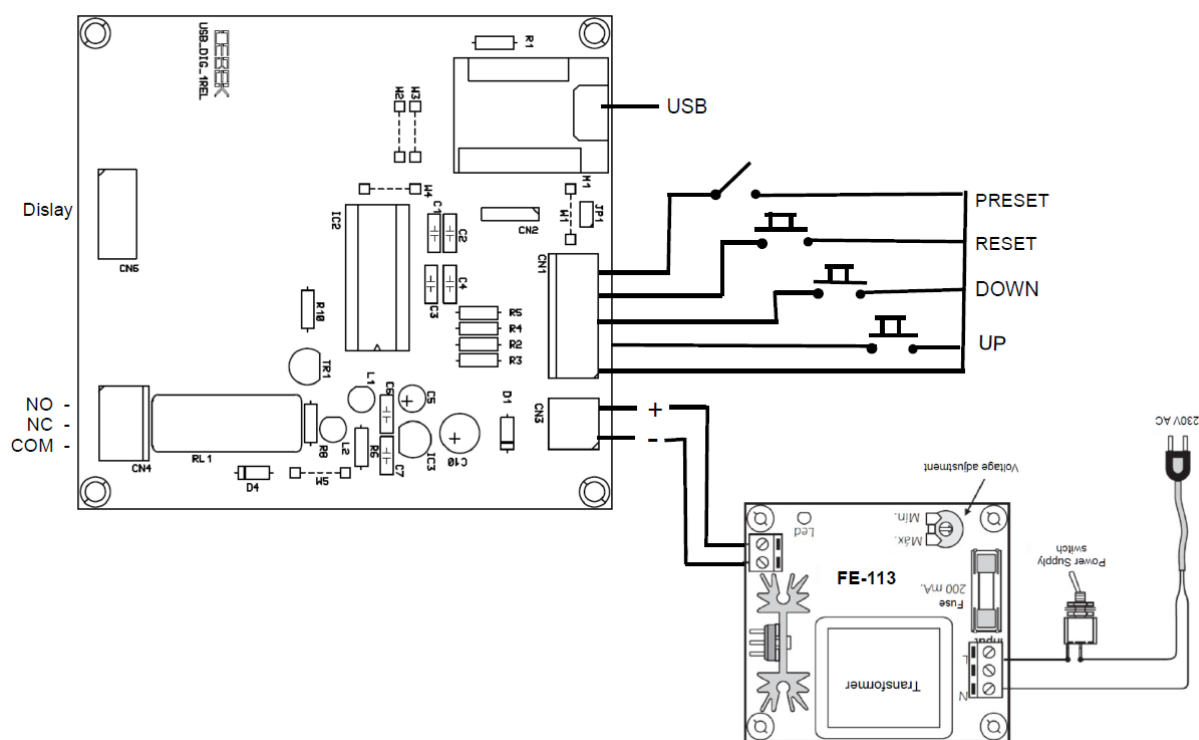 CEBEK
USB_DIG_1REL
R1
USB
W2
W3
M1
W4
C1
C2
W1
JP1
CN2
IC2
Dislay
CN6
PRESET
RESET
DOWN
UP
CN1
C3
C4
R5
R4
R2
R3
R10
TR1
L1
C6
C5
D1
CN3
+
-
NO -
NC -
COM -
CN4
RL1
R8
L2
R6
C7
IC3
C10
D4
W5
230V AC
Voltage adjustment
Led
Mín.
Máx.
FE-113
200 mA.
Fuse
Power Supply
switch
Input
L
N
Transformer